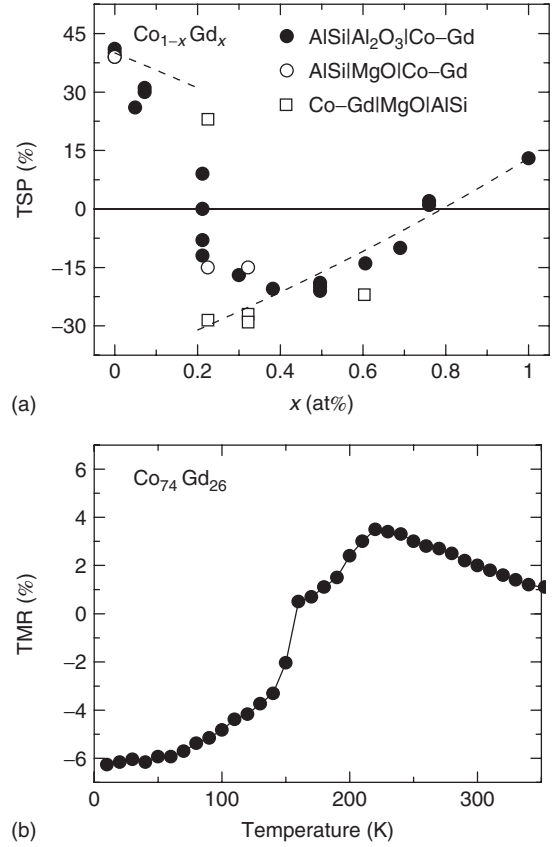 45
30
15
0
−15
−30
TSP (%)
Co₁₋ₓGdₓ
AlSi|Al₂O₃|Co–Gd
AlSi|MgO|Co–Gd
Co–Gd|MgO|AlSi
0 0.2 0.4 0.6 0.8 1
(a)
x (at%)
6
4
2
0
−2
−4
−6
TMR (%)
Co₇₄Gd₂₆
0 100 200 300
(b)
Temperature (K)